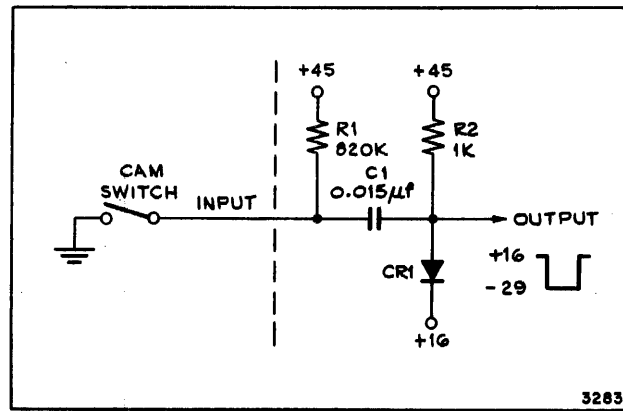 +45
+45
R1
820K
R2
1K
CAM
SWITCH
INPUT
C1
0.015μf
OUTPUT
CR1
+16
-29
+16
3283